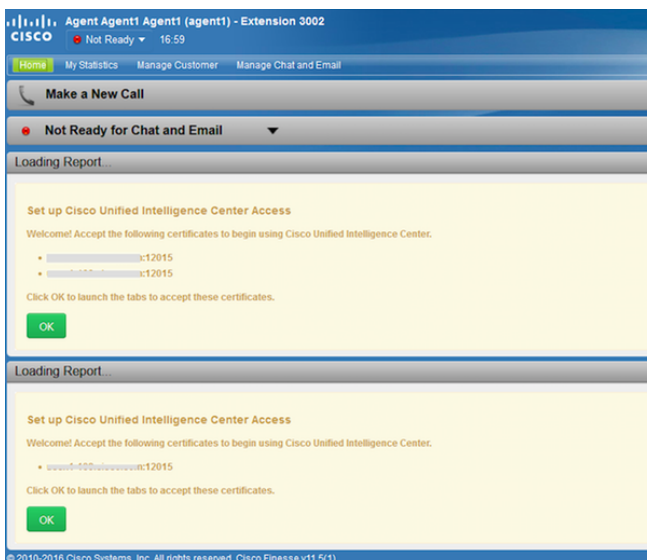 Agent Agent1 Agent1 (agent1) - Extension 3002
CISCO
Not Ready 16:59
Home My Statistics Manage Customer Manage Chat and Email
Make a New Call
Not Ready for Chat and Email
Loading Report...
Set up Cisco Unified Intelligence Center Access
Welcome! Accept the following certificates to begin using Cisco Unified Intelligence Center.
:12015
:12015
Click OK to launch the tabs to accept these certificates.
OK
Loading Report...
Set up Cisco Unified Intelligence Center Access
Welcome! Accept the following certificates to begin using Cisco Unified Intelligence Center.
:12015
Click OK to launch the tabs to accept these certificates.
OK
© 2010-2016 Cisco Systems, Inc. All rights reserved. Cisco Finesse v11.5(1)